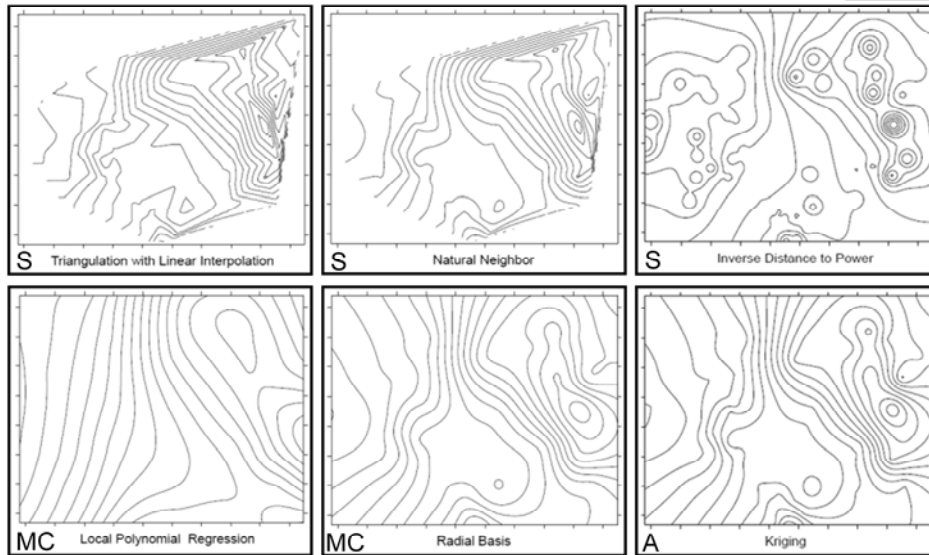 S Triangulation with Linear Interpolation
S Natural Neighbor
S Inverse Distance to Power
MC Local Polynomial Regression
MC Radial Basis
A Kriging